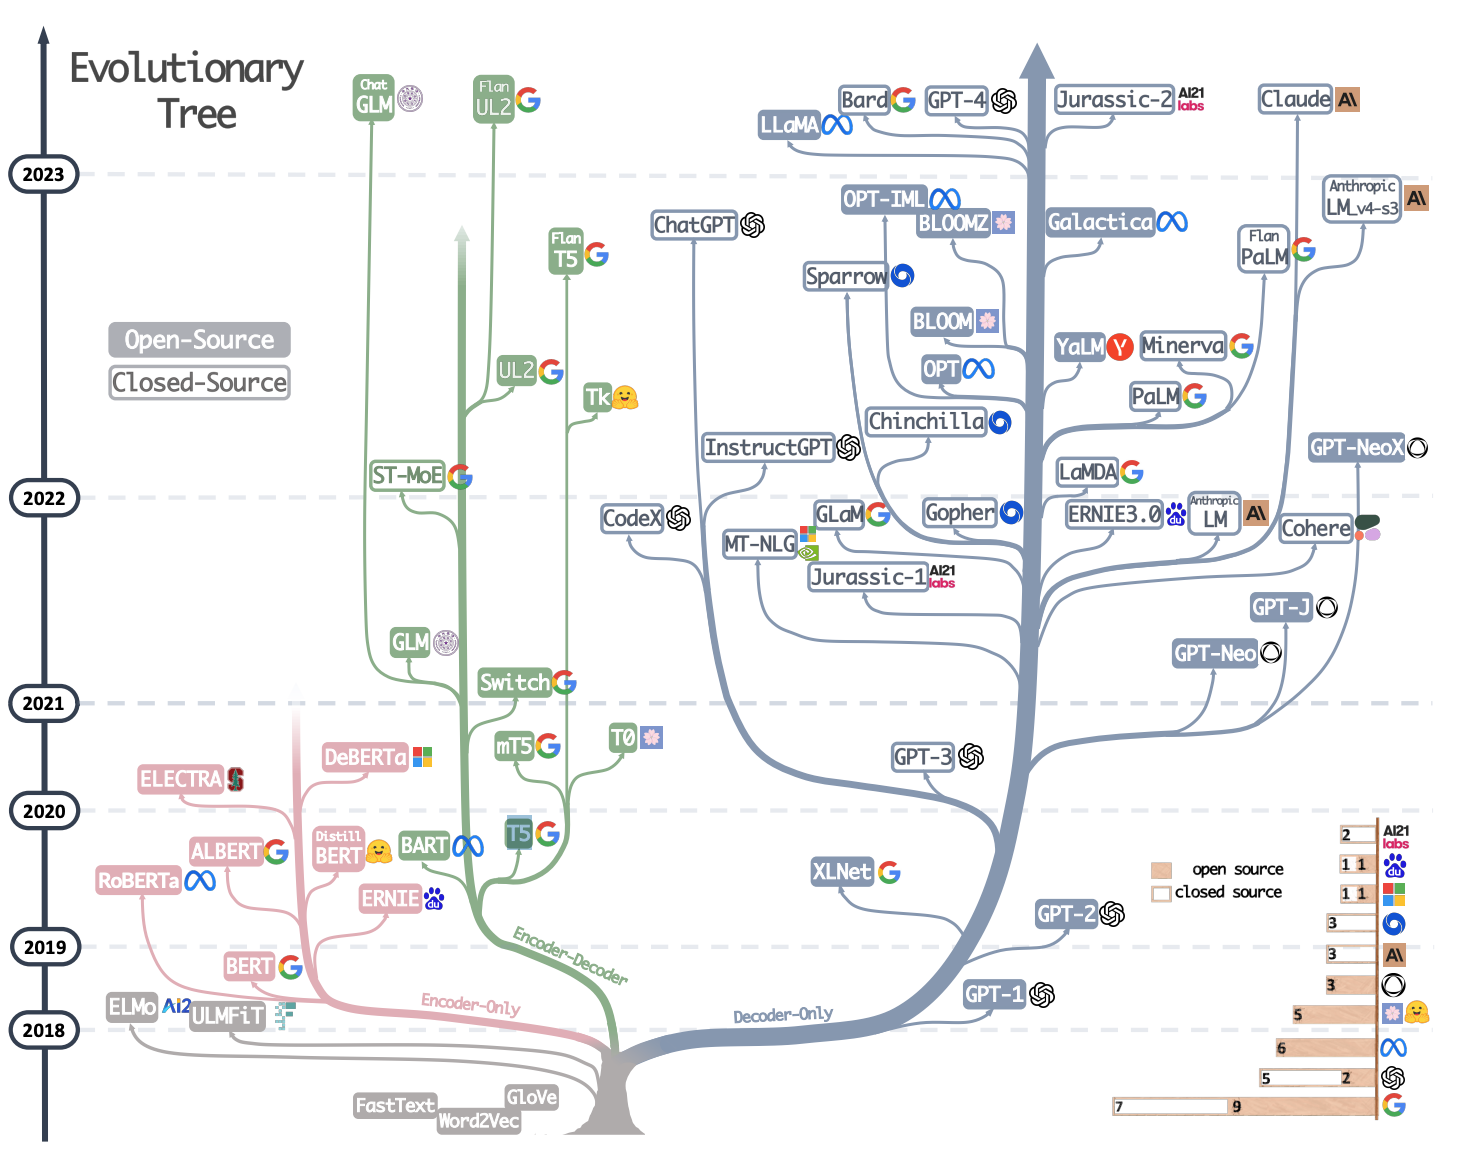 Evolutionary
Tree
2023
2022
2021
2020
2019
2018
Open-Source
Closed-Source
Chat
GLM
Flan
UL2
Bard
GPT-4
Jurassic-2
AI21
labs
Claude
A\
LLaMA
Anthropic
LM_v4-s3
A\
OPT-IML
BLOOMZ
Galactica
ChatGPT
Flan
T5
Flan
PaLM
Sparrow
BLOOM
YaLM
Y
Minerva
UL2
OPT
Tk
PaLM
Chinchilla
InstructGPT
GPT-NeoX
ST-MoE
LaMDA
CodeX
GLaM
Gopher
ERNIE3.0
du
Anthropic
LM
A\
Cohere
MT-NLG
Jurassic-1
AI21
labs
GPT-J
GLM
GPT-Neo
Switch
mT5
T0
DeBERTa
GPT-3
ELECTRA
S
T5
BART
Distill
BERT
ALBERT
RoBERTa
XLNet
ERNIE
du
GPT-2
BERT
Encoder-Decoder
ELMo
Ai2
ULMFiT
Encoder-Only
Decoder-Only
GPT-1
FastText
Word2Vec
GloVe
open source
closed source
2
AI21
labs
1 1
du
1 1
3
3
A\
3
5
6
5 2
7 9